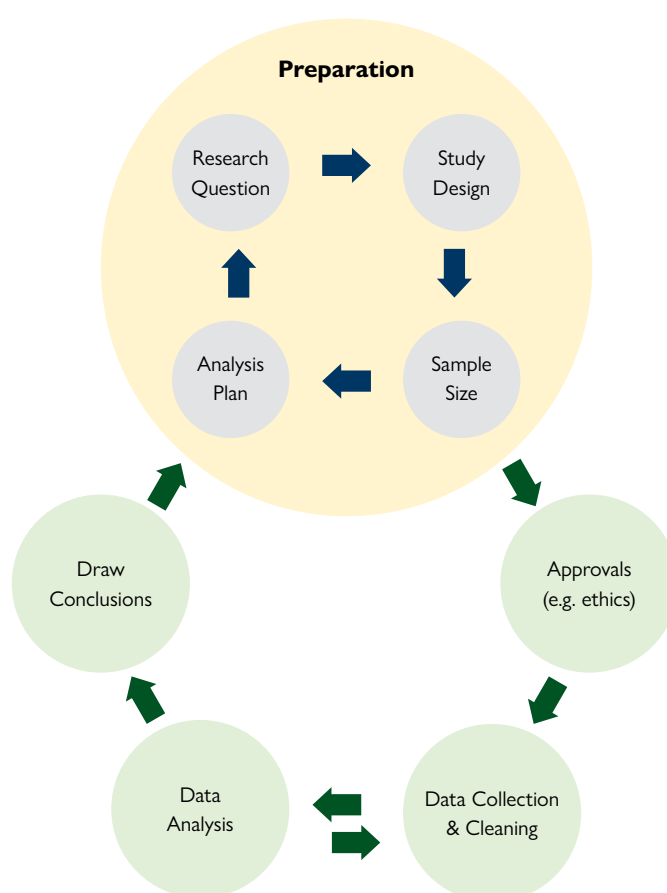 Preparation
Research
Question
Study
Design
Sample
Size
Analysis
Plan
Approvals
(e.g. ethics)
Data Collection
& Cleaning
Data
Analysis
Draw
Conclusions